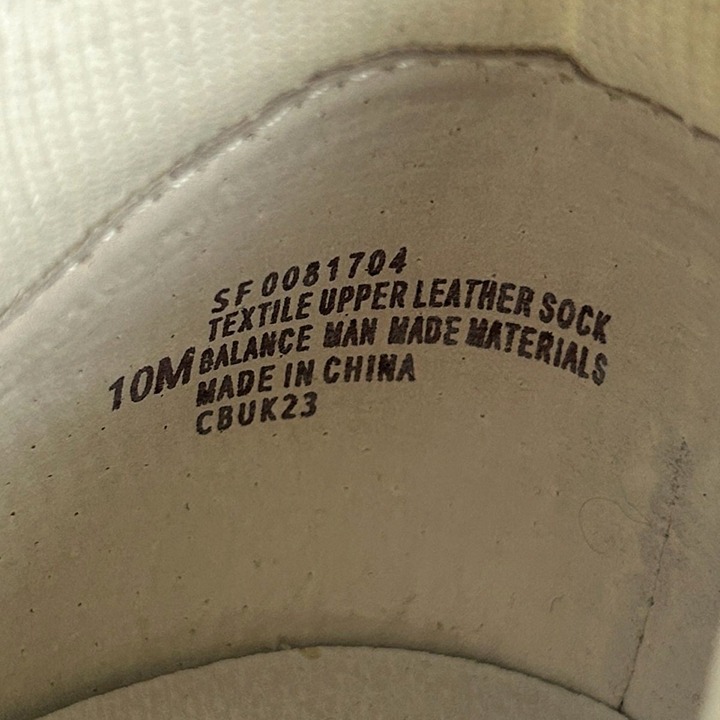 SF 0081704
TEXTILE UPPER LEATHER SOCK
10M BALANCE MAN MADE MATERIALS
MADE IN CHINA
CBUK23